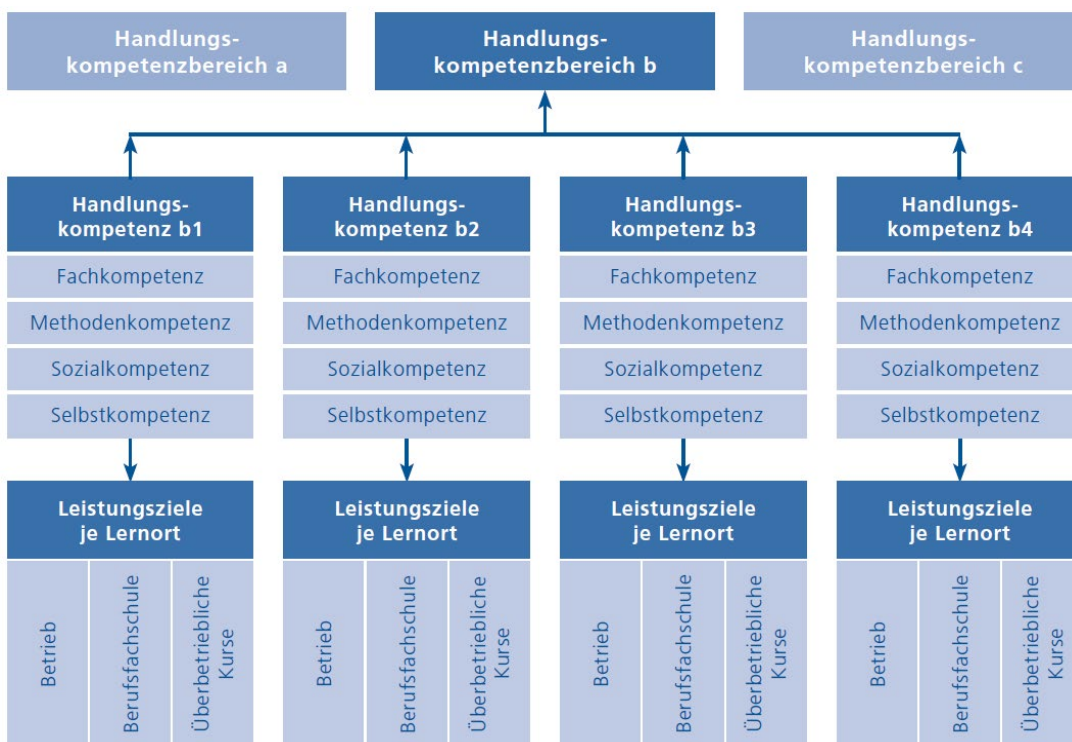 Handlungs-
kompetenzbereich a
Handlungs-
kompetenzbereich b
Handlungs-
kompetenzbereich c
Handlungs-
kompetenz b1
Fachkompetenz
Methodenkompetenz
Sozialkompetenz
Selbstkompetenz
Leistungsziele
je Lernort
Betrieb
Berufsfachschule
Überbetriebliche
Kurse
Handlungs-
kompetenz b2
Fachkompetenz
Methodenkompetenz
Sozialkompetenz
Selbstkompetenz
Leistungsziele
je Lernort
Betrieb
Berufsfachschule
Überbetriebliche
Kurse
Handlungs-
kompetenz b3
Fachkompetenz
Methodenkompetenz
Sozialkompetenz
Selbstkompetenz
Leistungsziele
je Lernort
Betrieb
Berufsfachschule
Überbetriebliche
Kurse
Handlungs-
kompetenz b4
Fachkompetenz
Methodenkompetenz
Sozialkompetenz
Selbstkompetenz
Leistungsziele
je Lernort
Betrieb
Berufsfachschule
Überbetriebliche
Kurse